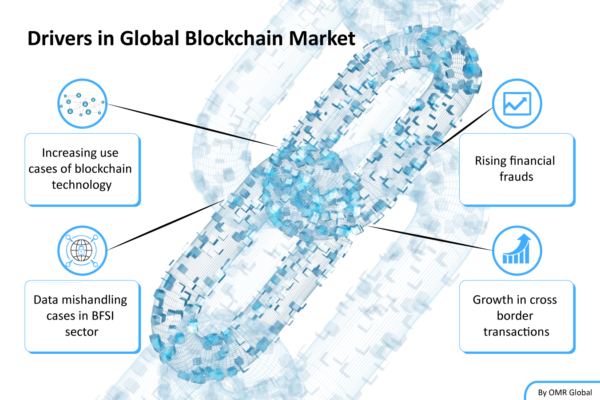 Drivers in Global Blockchain Market
Increasing use
cases of blockchain
technology
Rising financial
frauds
Data mishandling
cases in BFSI
sector
Growth in cross
border
transactions
By OMR Global